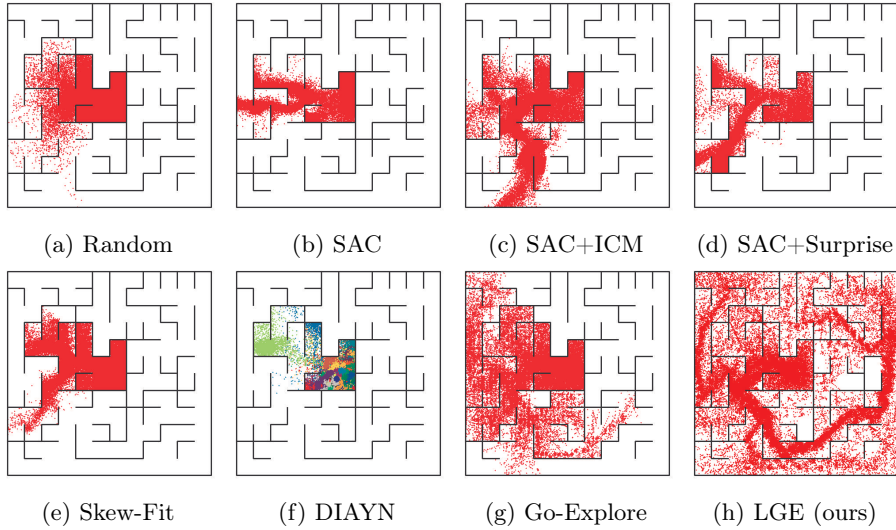 (a) Random
(b) SAC
(c) SAC+ICM
(d) SAC+Surprise
(e) Skew-Fit
(f) DIAYN
(g) Go-Explore
(h) LGE (ours)